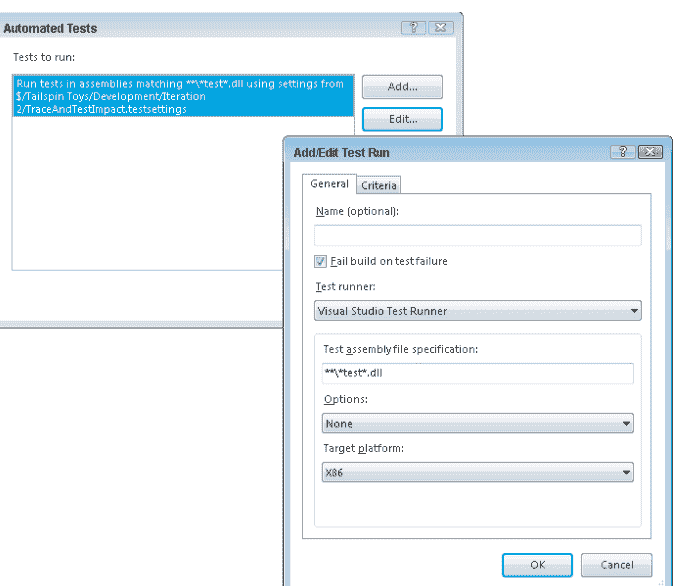 Automated Tests
Tests to run:
Run tests in assemblies matching **\*test*.dll using settings from
$/Tailspin Toys/Development/Iteration
2/TraceAndTestImpact.testsettings
Add...
Edit...
Add/Edit Test Run
General
Criteria
Name (optional):
Fail build on test failure
Test runner:
Visual Studio Test Runner
Test assembly file specification:
**\*test*.dll
Options:
None
Target platform:
X86
OK
Cancel